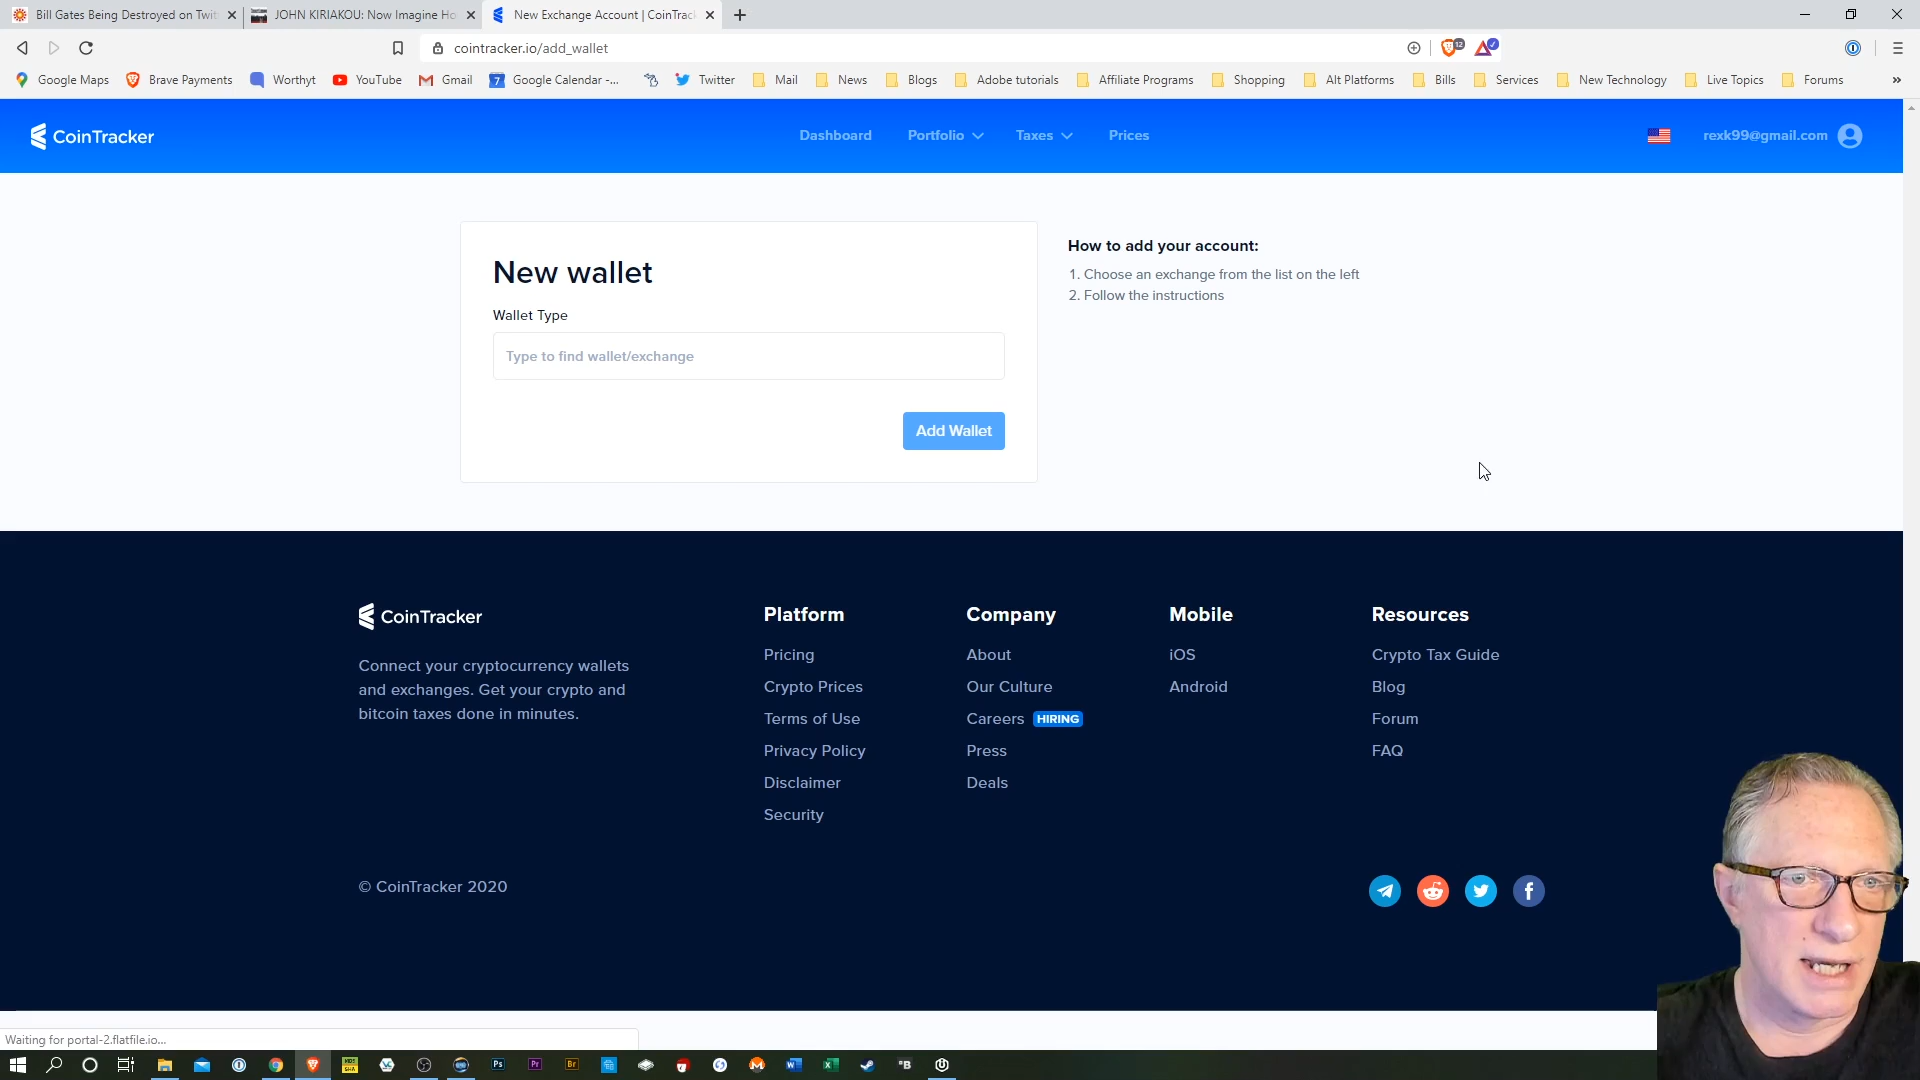 Bill Gates Being Destroyed on Twit
JOHN KIRIAKOU: Now Imagine Ho
New Exchange Account | CoinTrac
cointracker.io/add_wallet
12
Google Maps
Brave Payments
Worthyt
YouTube
Gmail
7
Google Calendar -...
Twitter
Mail
News
Blogs
Adobe tutorials
Affiliate Programs
Shopping
Alt Platforms
Bills
Services
New Technology
Live Topics
Forums
»
CoinTracker
Dashboard
Portfolio
Taxes
Prices
rexk99@gmail.com
New wallet
Wallet Type
Type to find wallet/exchange
Add Wallet
How to add your account:
1. Choose an exchange from the list on the left
2. Follow the instructions
CoinTracker
Connect your cryptocurrency wallets
and exchanges. Get your crypto and
bitcoin taxes done in minutes.
Platform
Pricing
Crypto Prices
Terms of Use
Privacy Policy
Disclaimer
Security
Company
About
Our Culture
Careers HIRING
Press
Deals
Mobile
iOS
Android
Resources
Crypto Tax Guide
Blog
Forum
FAQ
© CoinTracker 2020
Waiting for portal-2.flatfile.io...
Ps
Pr
Br